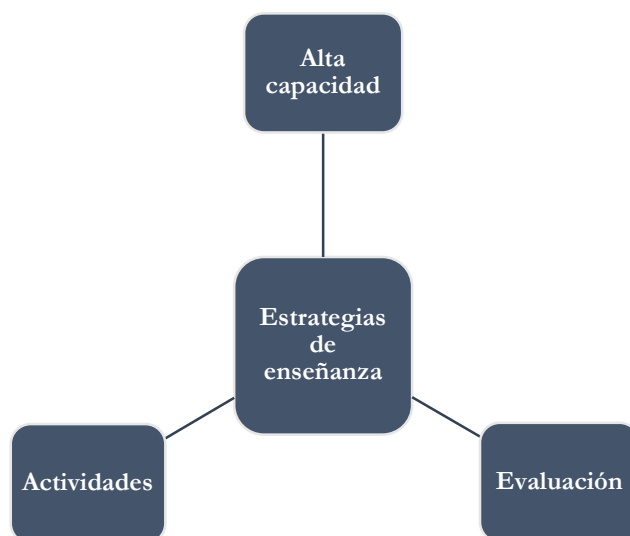 Alta
capacidad
Estrategias
de
enseñanza
Actividades
Evaluación